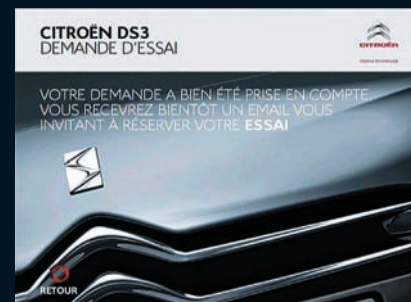 CITROËN DS3
DEMANDE D'ESSAI
CITROËN
VOTRE DEMANDE A BIEN ÉTÉ PRISE EN COMPTE
VOUS RECEVREZ BIENTÔT UN EMAIL VOUS
INVITANT À RÉSERVER VOTRE ESSAI
RETOUR